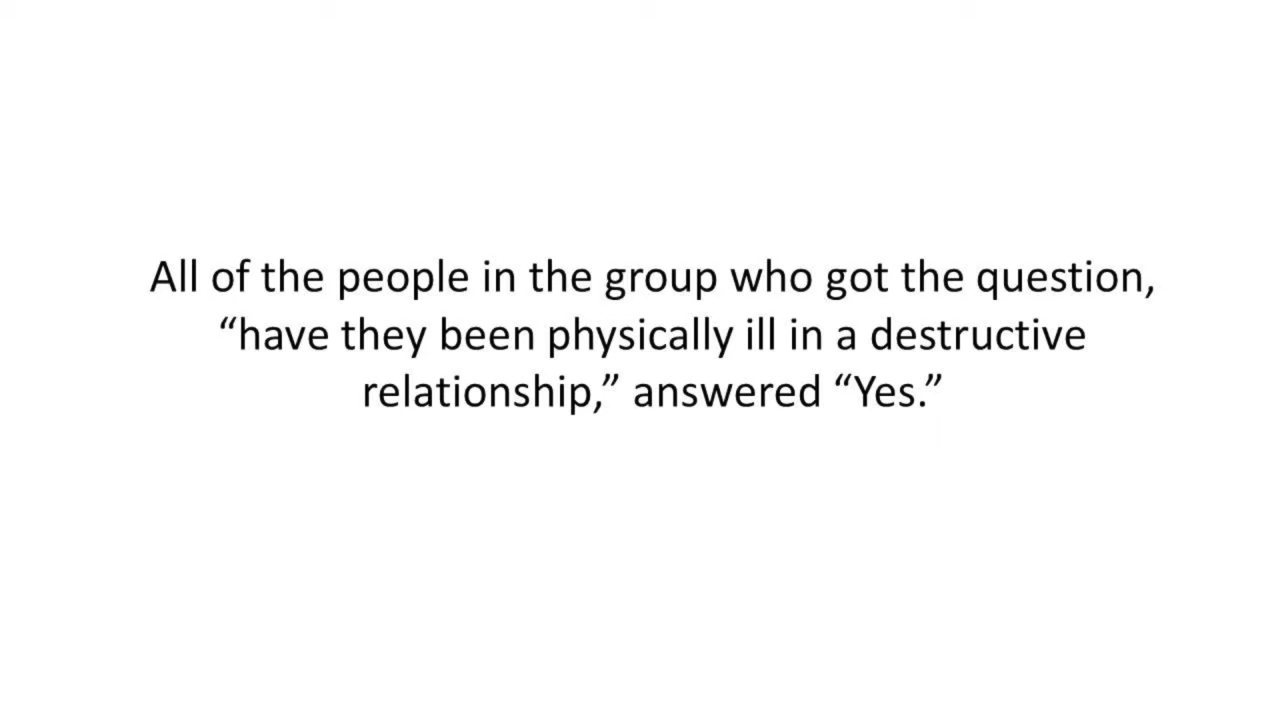 All of the people in the group who got the question,
“have they been physically ill in a destructive
relationship,” answered “Yes.”